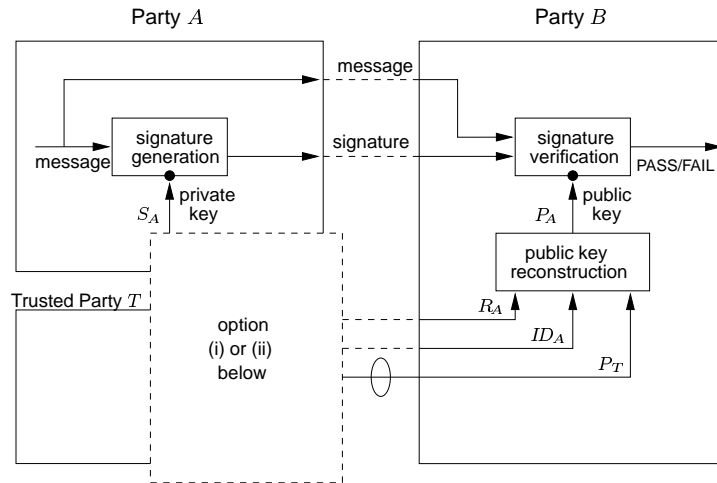 Party A
Party B
message
signature
generation
message
signature
signature
verification
PASS/FAIL
private
key
S_A
public
key
P_A
public key
reconstruction
Trusted Party T
option
(i) or (ii)
below
R_A
ID_A
P_T